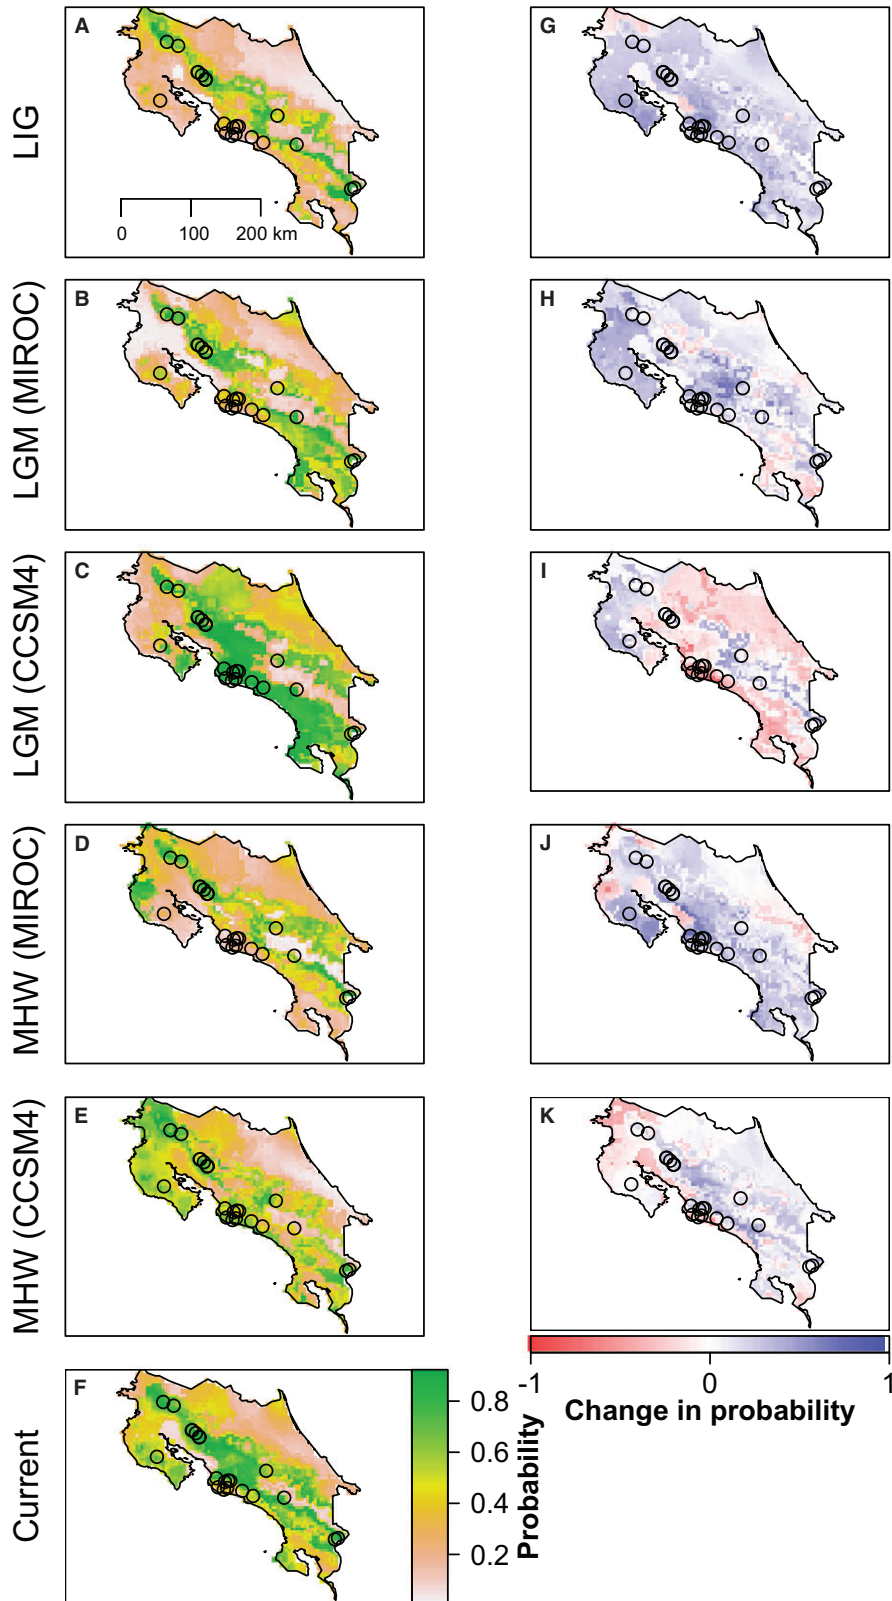 LIG
A
0 100 200 km
G
LGM (MIROC)
B
H
LGM (CCSM4)
C
I
MHW (MIROC)
D
J
MHW (CCSM4)
E
K
-1 0 1
Change in probability
Current
F
0.8
0.6
0.4
0.2
Probability